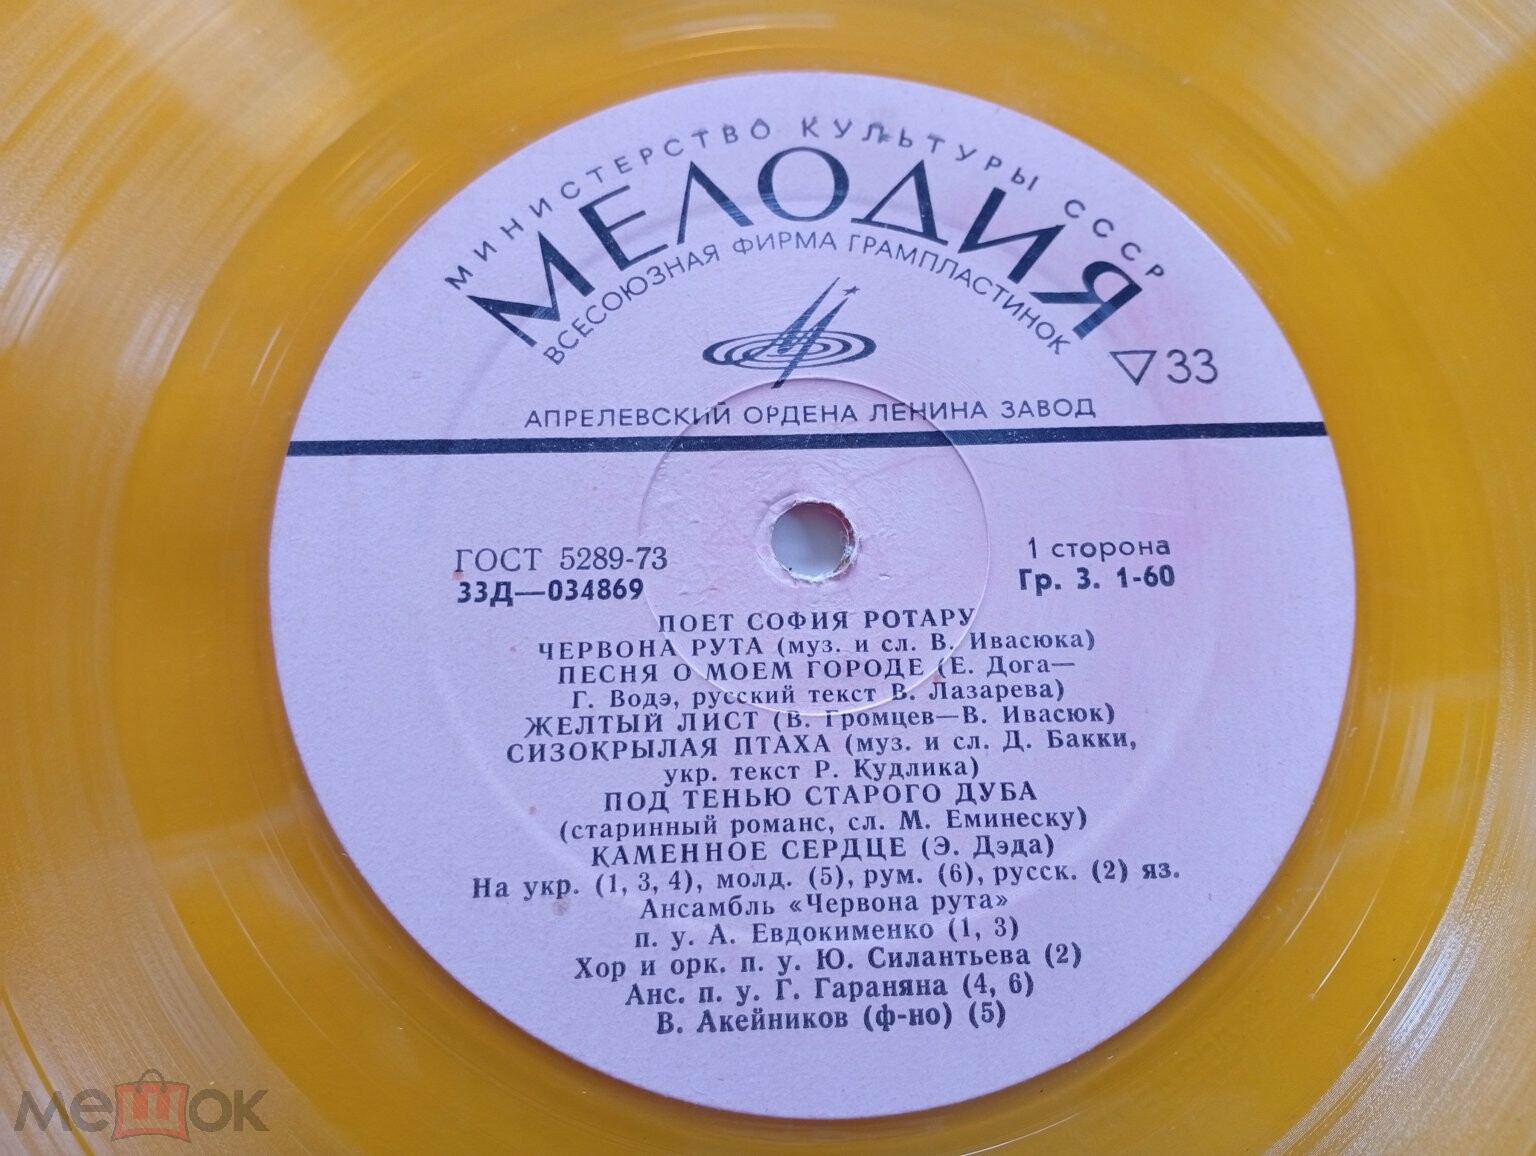 МИНИСТЕРСТВО КУЛЬТУРЫ СССР
МЕЛОДИЯ
ВСЕСОЮЗНАЯ ФИРМА ГРАМПЛАСТИНОК
33
АПРЕЛЕВСКИЙ ОРДЕНА ЛЕНИНА ЗАВОД
ГОСТ 5289-73
33Д—034869
1 сторона
Гр. 3. 1-60
ПОЕТ СОФИЯ РОТАРУ
ЧЕРВОНА РУТА (муз. и сл. В. Ивасюка)
ПЕСНЯ О МОЕМ ГОРОДЕ (Е. Дога—
Г. Водэ, русский текст В. Лазарева)
ЖЕЛТЫЙ ЛИСТ (В. Громцев—В. Ивасюк)
СИЗОКРЫЛАЯ ПТАХА (муз. и сл. Д. Бакки,
укр. текст Р. Кудлика)
ПОД ТЕНЬЮ СТАРОГО ДУБА
(старинный романс, сл. М. Еминеску)
КАМЕННОЕ СЕРДЦЕ (Э. Дэда)
На укр. (1, 3, 4), молд. (5), рум. (6), русск. (2) яз.
Ансамбль «Червона рута»
п. у. А. Евдокименко (1, 3)
Хор и орк. п. у. Ю. Силантьева (2)
Анс. п. у. Г. Гараняна (4, 6)
В. Акейников (ф-но) (5)
мешок